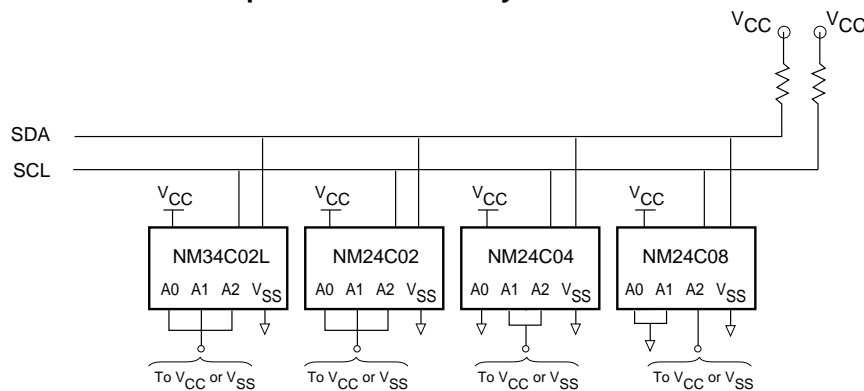 VCC VCC
SDA
SCL
VCC VCC VCC VCC
NM34C02L NM24C02 NM24C04 NM24C08
A0 A1 A2 VSS A0 A1 A2 VSS A0 A1 A2 VSS A0 A1 A2 VSS
To VCC or VSS To VCC or VSS To VCC or VSS To VCC or VSS